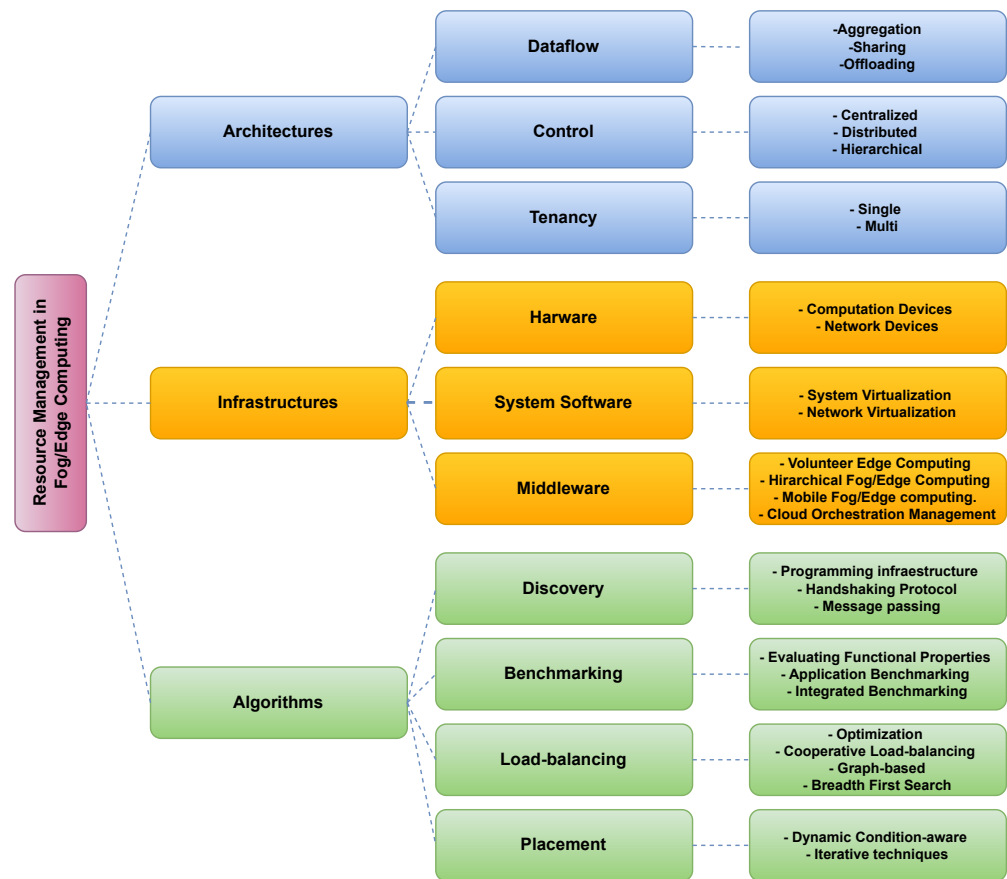 Resource Management in
Fog/Edge Computing
Architectures
Dataflow
-Aggregation
-Sharing
-Offloading
Control
- Centralized
- Distributed
- Hierarchical
Tenancy
- Single
- Multi
Infrastructures
Harware
- Computation Devices
- Network Devices
System Software
- System Virtualization
- Network Virtualization
Middleware
- Volunteer Edge Computing
- Hirarchical Fog/Edge Computing
- Mobile Fog/Edge computing.
- Cloud Orchestration Management
Algorithms
Discovery
- Programming infraestructure
- Handshaking Protocol
- Message passing
Benchmarking
- Evaluating Functional Properties
- Application Benchmarking
- Integrated Benchmarking
Load-balancing
- Optimization
- Cooperative Load-balancing
- Graph-based
- Breadth First Search
Placement
- Dynamic Condition-aware
- Iterative techniques